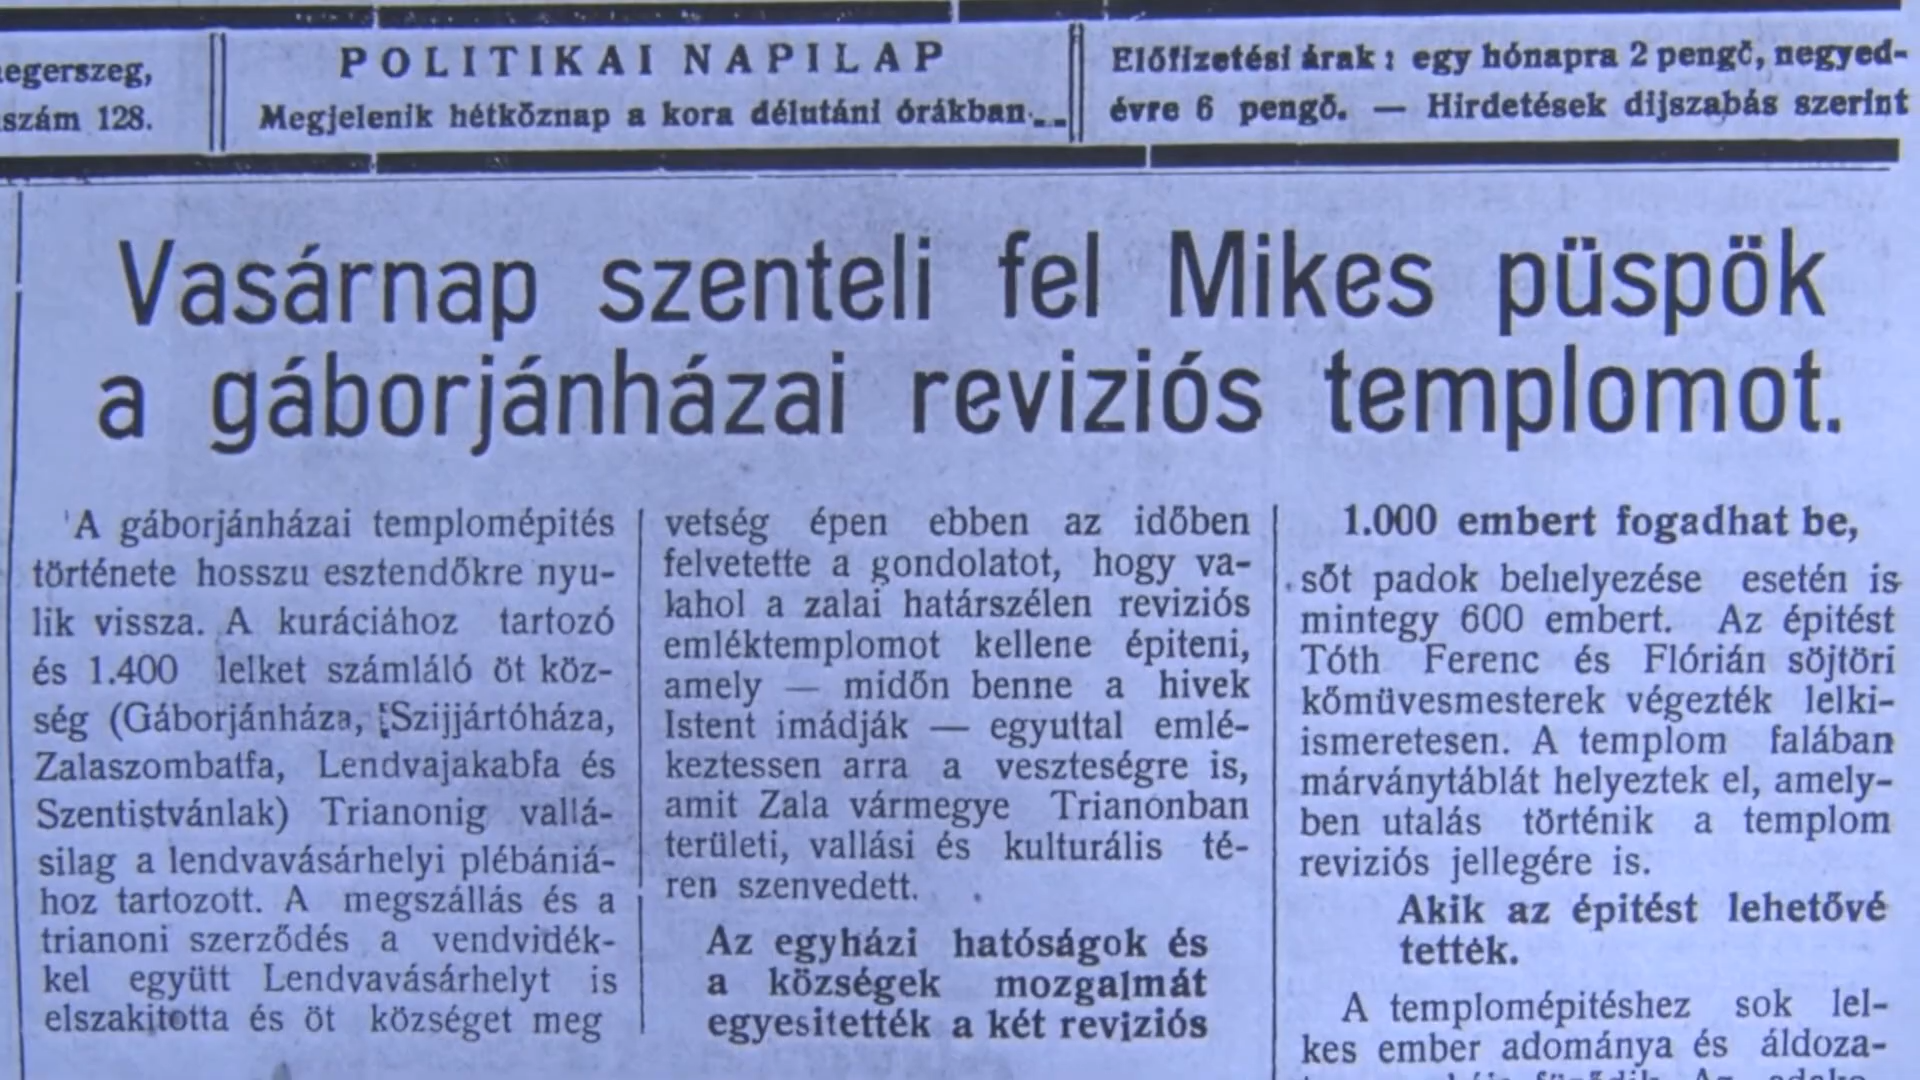 egerszeg,
szám 128.
POLITIKAI NAPILAP
Megjelenik hétköznap a kora délutáni órákban.
Előfizetési árak: egy hónapra 2 pengő, negyed-
évre 6 pengő. — Hirdetések dijszabás szerint
Vasárnap szenteli fel Mikes püspök
a gáborjánházai reviziós templomot.
A gáborjánházai templomépités
története hosszu esztendőkre nyu-
lik vissza. A kuráciához tartozó
és 1.400 lelket számláló öt köz-
ség (Gáborjánháza, Szijjártóháza,
Zalaszombatfa, Lendvajakabfa és
Szentistvánlak) Trianonig vallá-
silag a lendvavásárhelyi plébániá-
hoz tartozott. A megszállás és a
trianoni szerződés a vendvidék-
kel együtt Lendvavásárhelyt is
elszakitotta és öt községet meg
vetség épen ebben az időben
felvetette a gondolatot, hogy va-
lahol a zalai határszélen reviziós
emléktemplomot kellene épiteni,
amely — midőn benne a hivek
Istent imádják — egyuttal emlé-
keztessen arra a veszteségre is,
amit Zala vármegye Trianonban
területi, vallási és kulturális té-
ren szenvedett.
Az egyházi hatóságok és
a községek mozgalmát
egyesitették a két reviziós
1.000 embert fogadhat be,
sőt padok behelyezése esetén is
mintegy 600 embert. Az épitést
Tóth Ferenc és Flórián söjtöri
kőmüvesmesterek végezték lelki-
ismeretesen. A templom falában
márványtáblát helyeztek el, amely-
ben utalás történik a templom
reviziós jellegére is.
Akik az épitést lehetővé
tették.
A templomépitéshez sok lel-
kes ember adománya és áldoza-